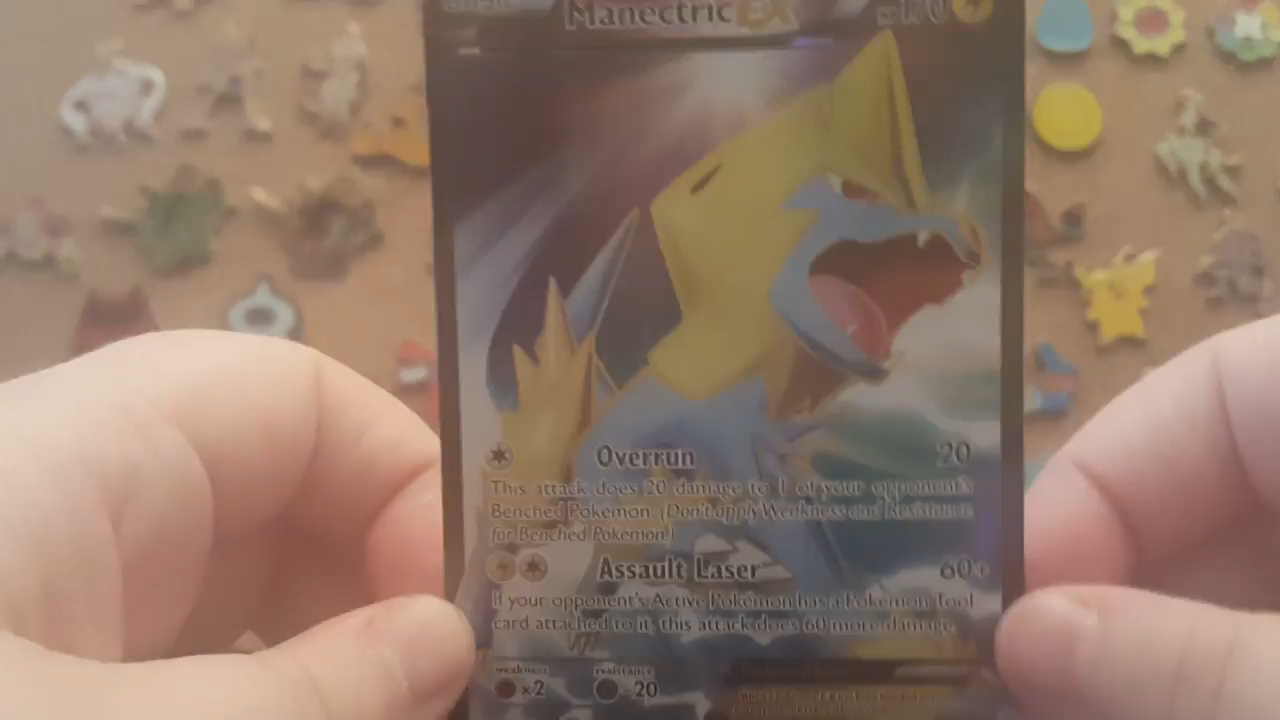 Manectric EX 170
Overrun 20
This attack does 20 damage to 1 of your opponent's
Benched Pokémon. (Don't apply Weakness and Resistance
for Benched Pokémon.)
Assault Laser 60+
If your opponent's Active Pokémon has a Pokémon Tool
card attached to it, this attack does 60 more damage.
weakness resistance
×2 -20